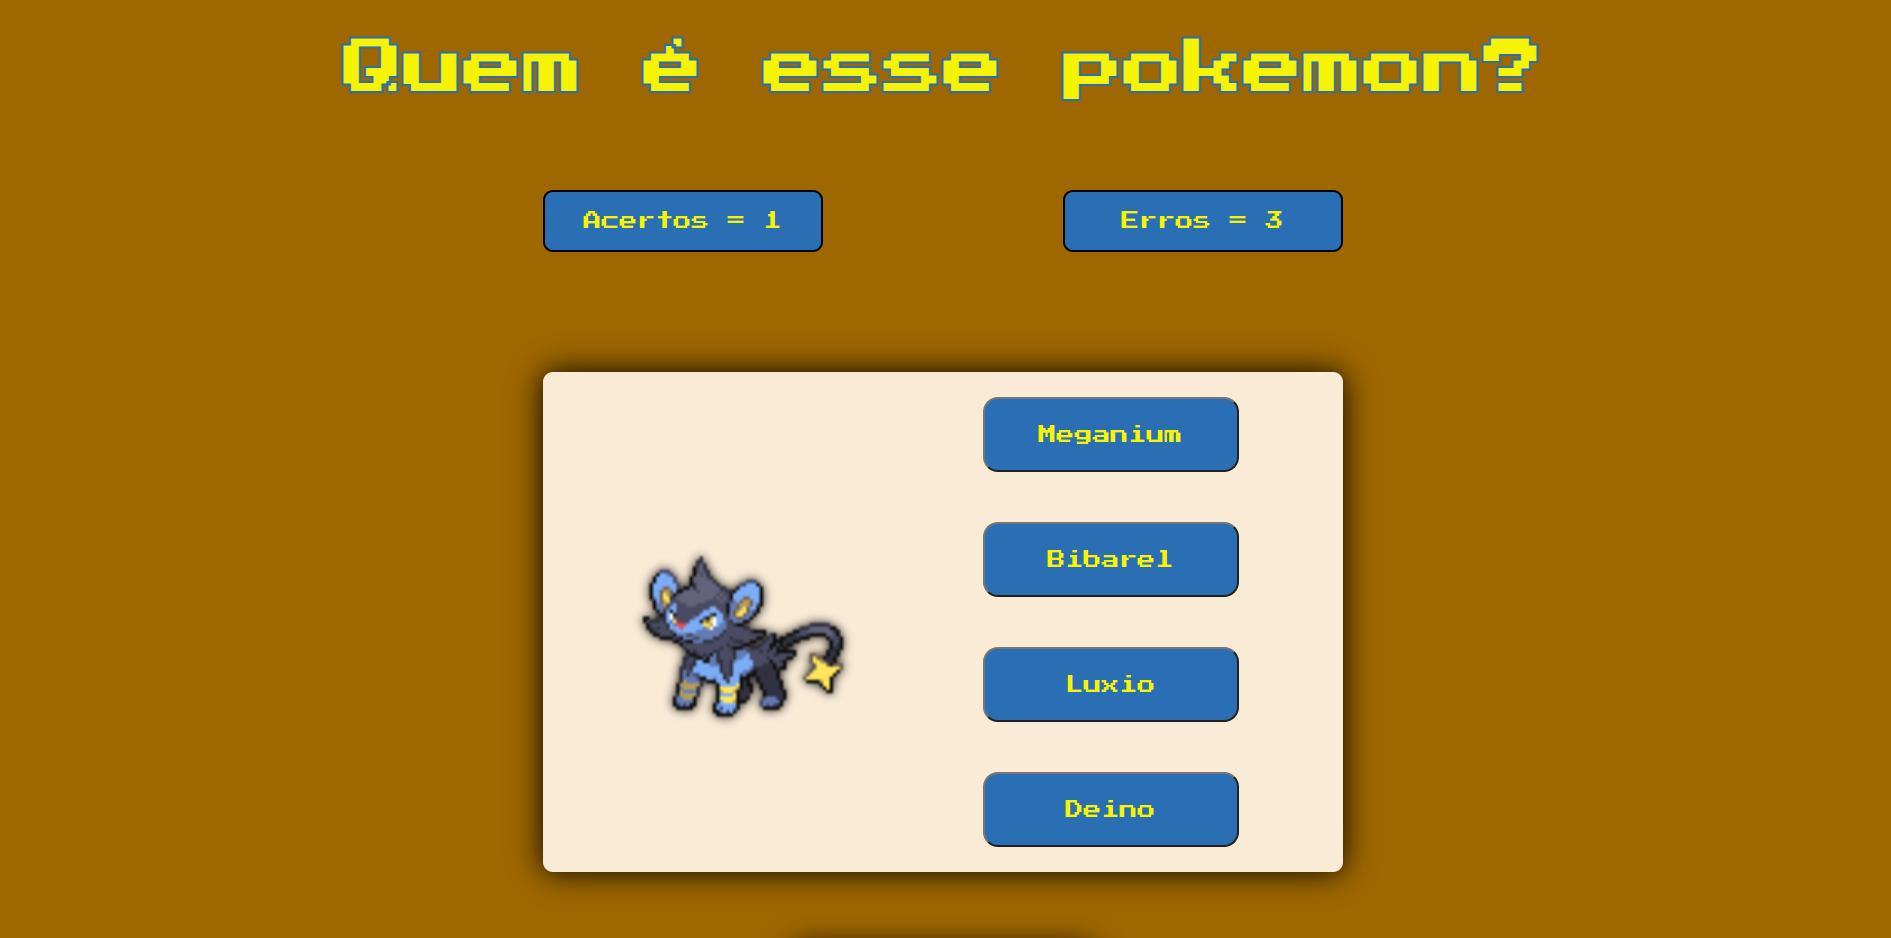 Quem é esse pokemon?
Acertos = 1
Erros = 3
Meganium
Bibarel
Luxio
Deino